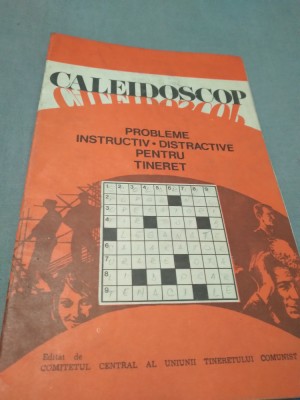 CALEIDOSCOP
PROBLEME
INSTRUCTIV • DISTRACTIVE
PENTRU
TINERET
1 2 3 4 5 6 7 8 9
2
3
4
5
6
7
8
9
Editat de
COMITETUL CENTRAL AL UNIUNII TINERETULUI COMUNIST